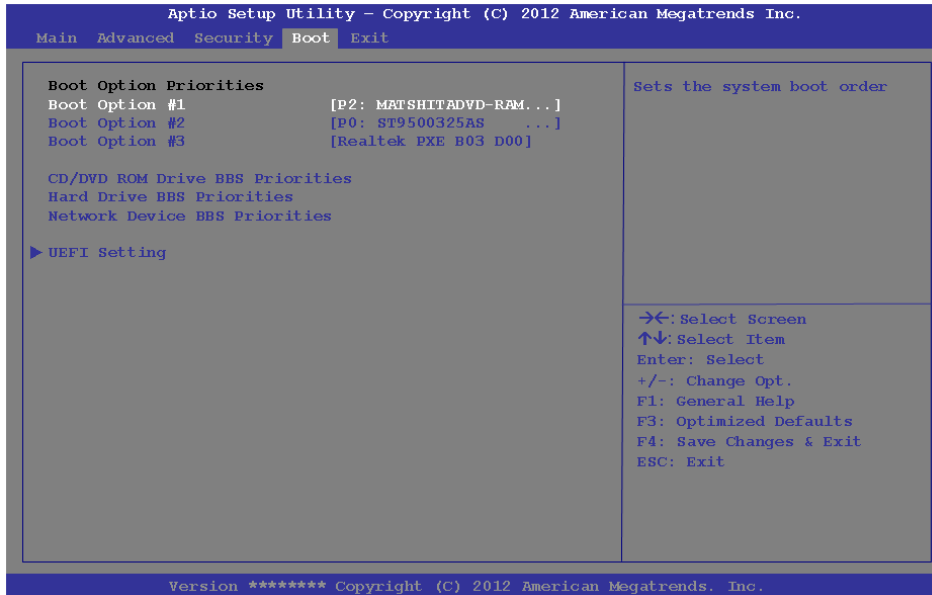 Aptio Setup Utility – Copyright (C) 2012 American Megatrends Inc.
Main Advanced Security Boot Exit
Boot Option Priorities
Boot Option #1 [P2: MATSHITADVD-RAM...]
Boot Option #2 [P0: ST9500325AS ...]
Boot Option #3 [Realtek PXE B03 D00]
CD/DVD ROM Drive BBS Priorities
Hard Drive BBS Priorities
Network Device BBS Priorities
▶ UEFI Setting
Sets the system boot order
→←: Select Screen
↑↓: Select Item
Enter: Select
+/-: Change Opt.
F1: General Help
F3: Optimized Defaults
F4: Save Changes & Exit
ESC: Exit
Version ******** Copyright (C) 2012 American Megatrends. Inc.